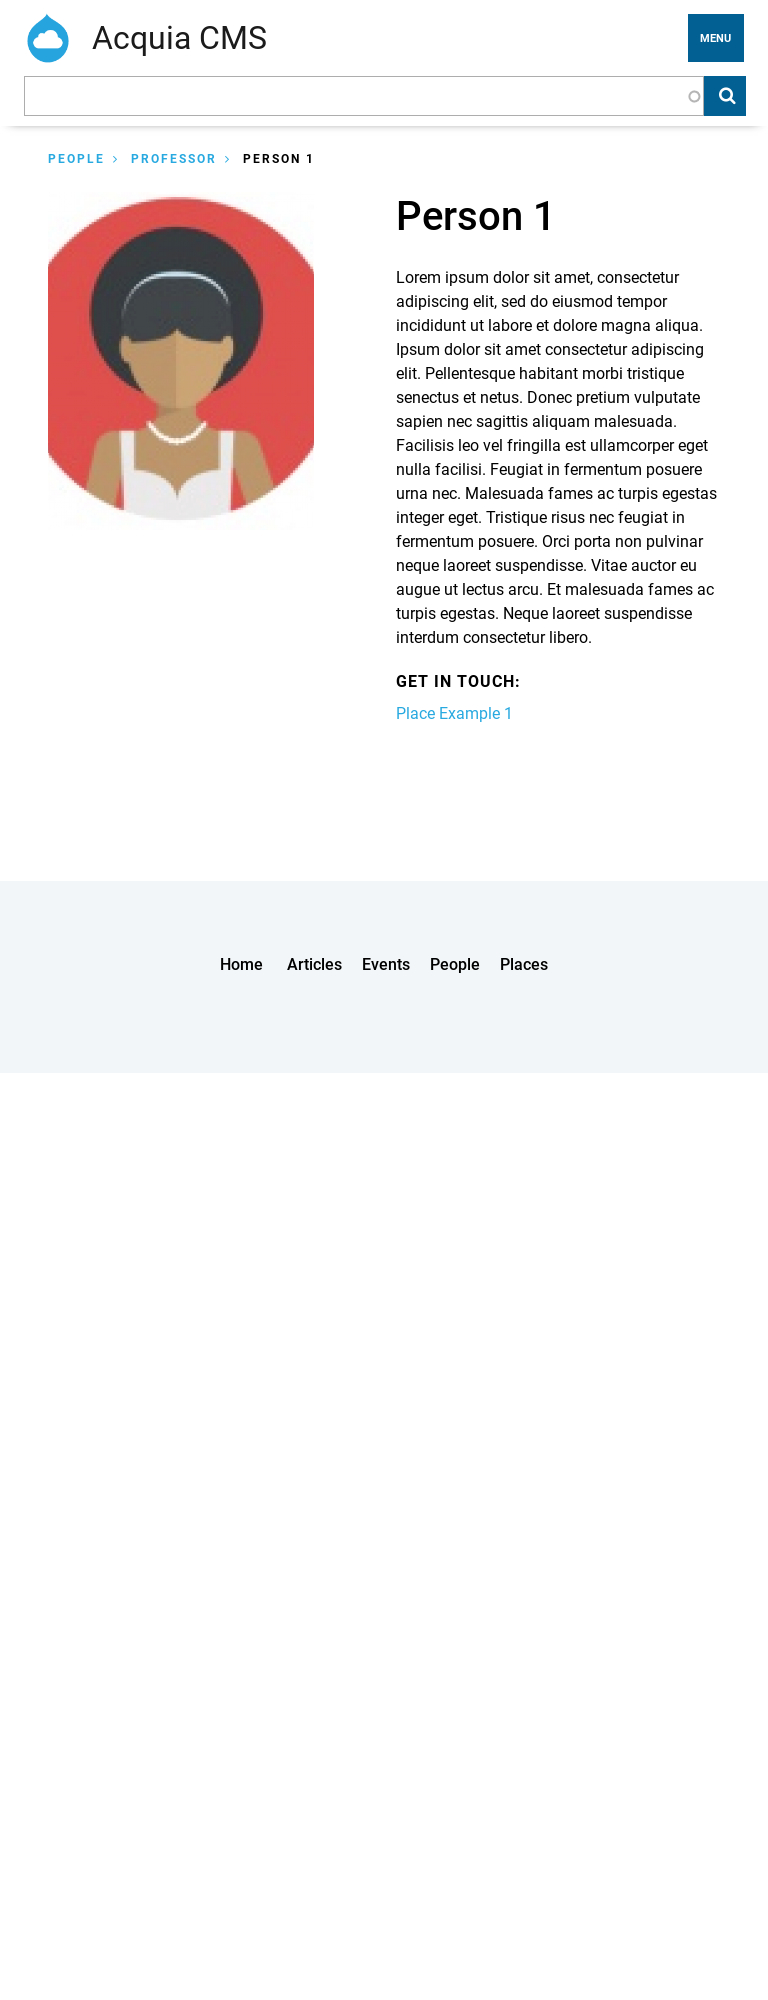 Acquia CMS
MENU
PEOPLE
PROFESSOR
PERSON 1
Person 1
Lorem ipsum dolor sit amet, consectetur
adipiscing elit, sed do eiusmod tempor
incididunt ut labore et dolore magna aliqua.
Ipsum dolor sit amet consectetur adipiscing
elit. Pellentesque habitant morbi tristique
senectus et netus. Donec pretium vulputate
sapien nec sagittis aliquam malesuada.
Facilisis leo vel fringilla est ullamcorper eget
nulla facilisi. Feugiat in fermentum posuere
urna nec. Malesuada fames ac turpis egestas
integer eget. Tristique risus nec feugiat in
fermentum posuere. Orci porta non pulvinar
neque laoreet suspendisse. Vitae auctor eu
augue ut lectus arcu. Et malesuada fames ac
turpis egestas. Neque laoreet suspendisse
interdum consectetur libero.
GET IN TOUCH:
Place Example 1
Home Articles Events People Places